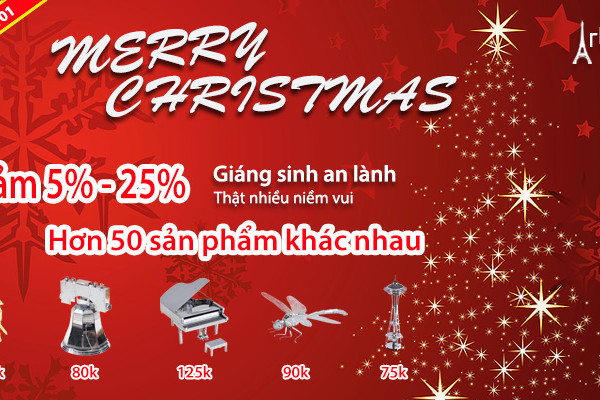 01
MERRY
CHRISTMAS
5% - 25%
Giáng sinh an lành
Thật nhiều niềm vui
Hơn 50 sản phẩm khác nhau
80k
125k
90k
75k